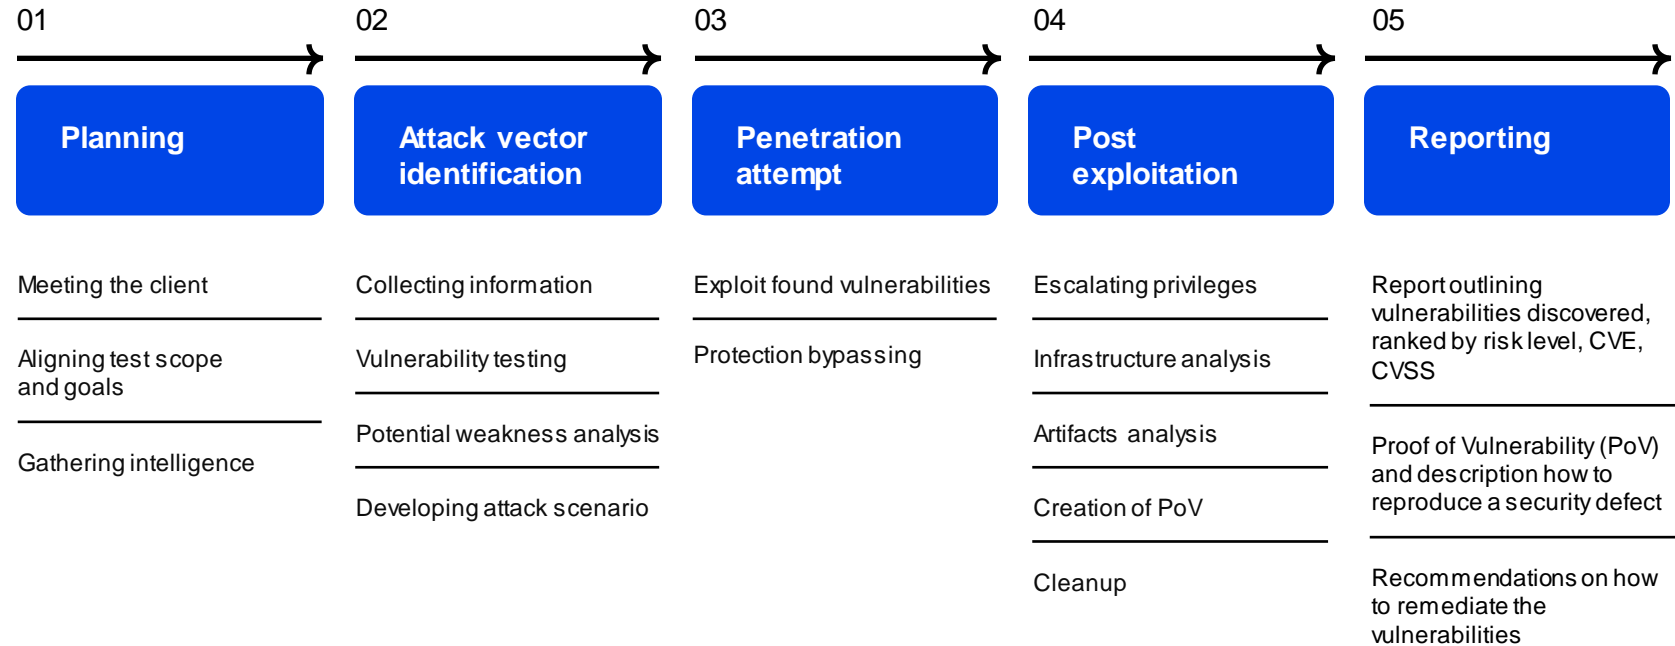 01
Planning
Meeting the client
Aligning test scope
and goals
Gathering intelligence
02
Attack vector
identification
Collecting information
Vulnerability testing
Potential weakness analysis
Developing attack scenario
03
Penetration
attempt
Exploit found vulnerabilities
Protection bypassing
04
Post
exploitation
Escalating privileges
Infrastructure analysis
Artifacts analysis
Creation of PoV
Cleanup
05
Reporting
Report outlining
vulnerabilities discovered,
ranked by risk level, CVE,
CVSS
Proof of Vulnerability (PoV)
and description how to
reproduce a security defect
Recommendations on how
to remediate the
vulnerabilities